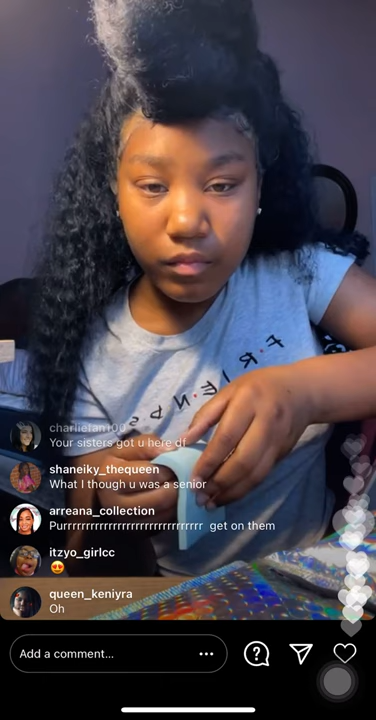 F·R·I·E·N·D·S
charliefan100
Your sisters got u here df
shaneiky_thequeen
What I though u was a senior
arreana_collection
Purrrrrrrrrrrrrrrrrrrrrrrrrrrrrrrrr get on them
itzyo_girlcc
😍
queen_keniyra
Oh
Add a comment...